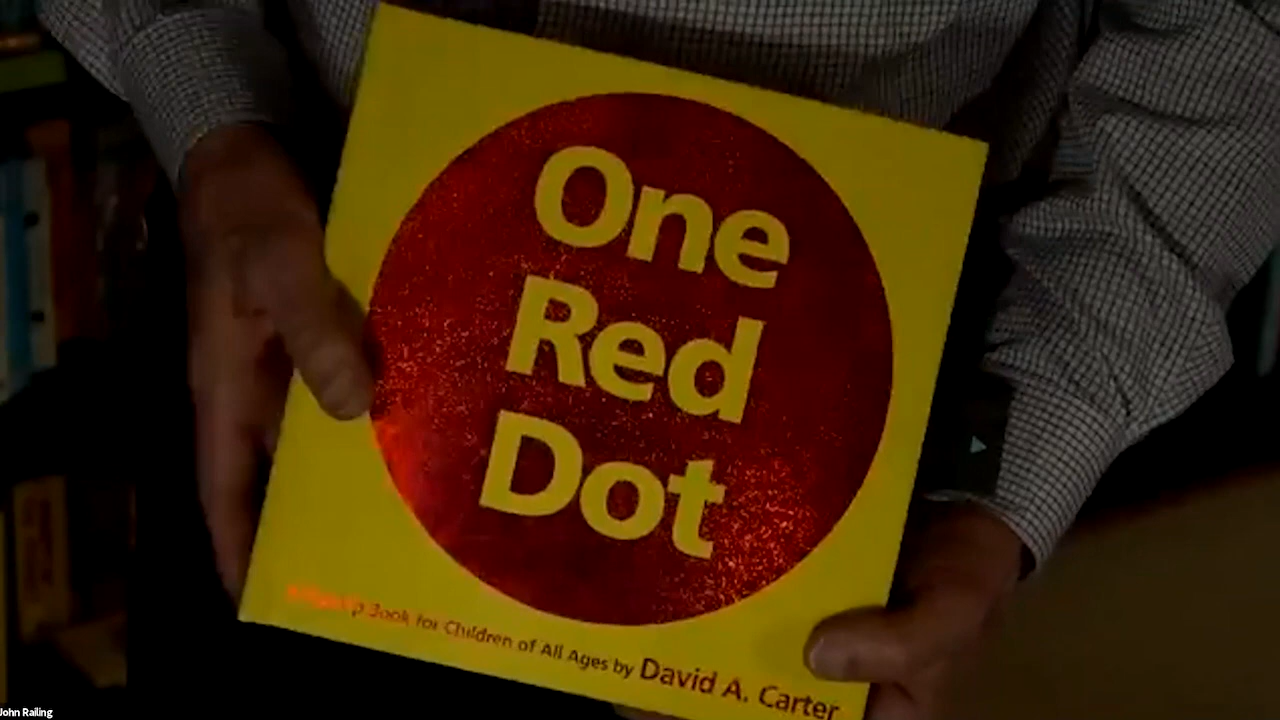 One
Red
Dot
Book for Children of All Ages by David A. Carter
John Railing